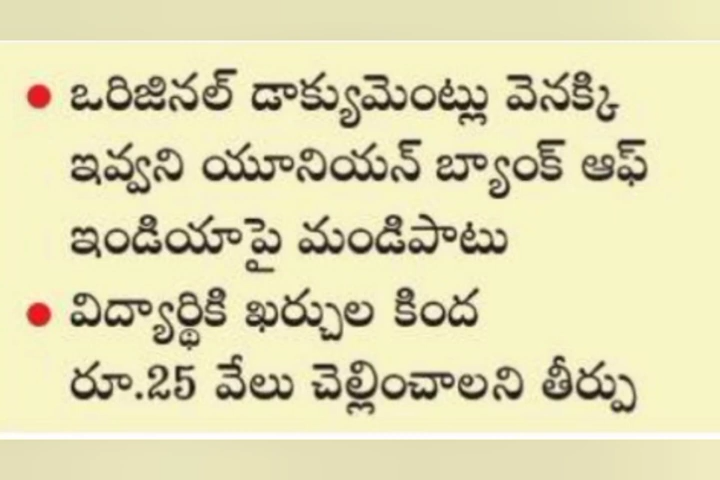 • ఒరిజినల్ డాక్యుమెంట్లు వెనక్కి
ఇవ్వని యూనియన్ బ్యాంక్ ఆఫ్
ఇండియాపై మండిపాటు
• విద్యార్థికి ఖర్చుల కింద
రూ.25 వేలు చెల్లించాలని తీర్పు